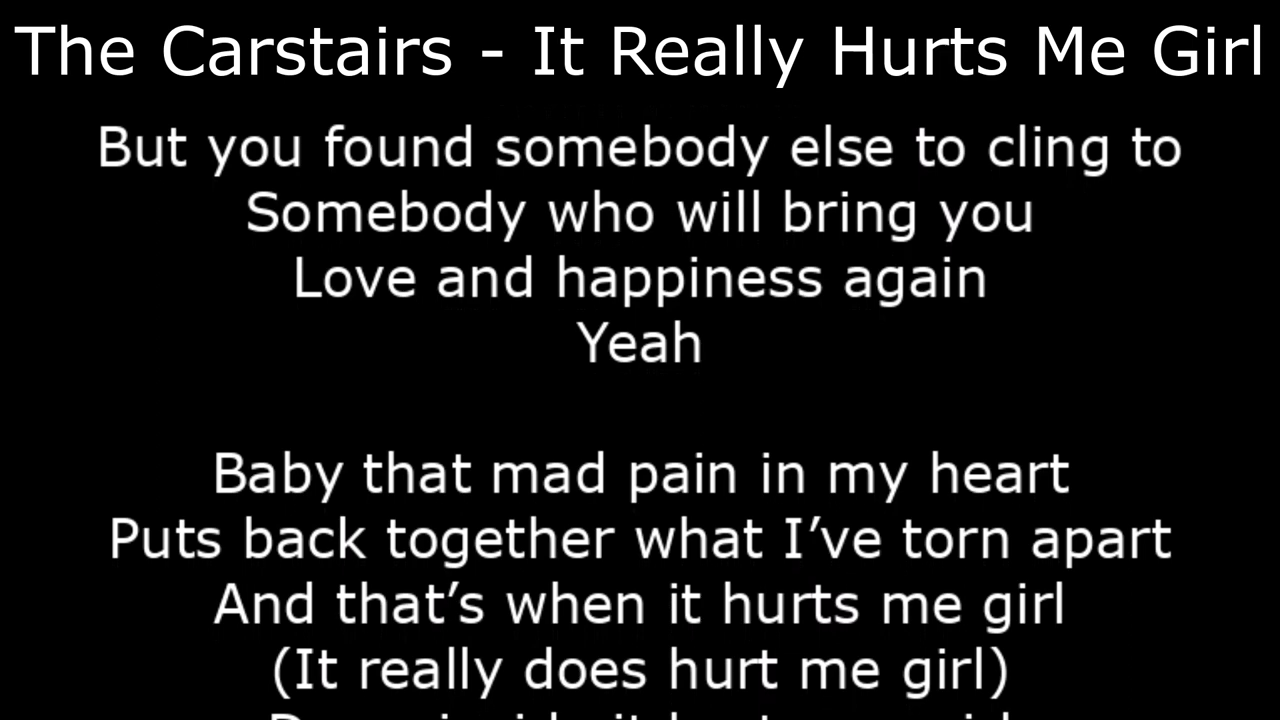 The Carstairs - It Really Hurts Me Girl
But you found somebody else to cling to
Somebody who will bring you
Love and happiness again
Yeah
Baby that mad pain in my heart
Puts back together what I’ve torn apart
And that’s when it hurts me girl
(It really does hurt me girl)